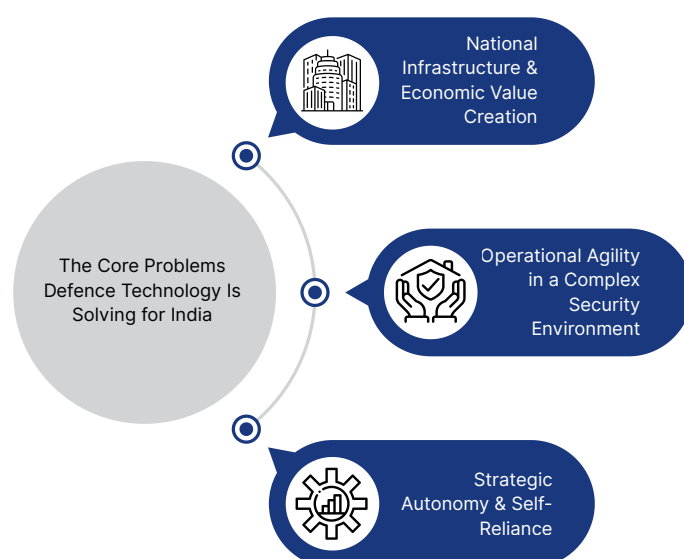 National
Infrastructure &
Economic Value
Creation
The Core Problems
Defence Technology Is
Solving for India
Operational Agility
in a Complex
Security
Environment
Strategic
Autonomy & Self-
Reliance